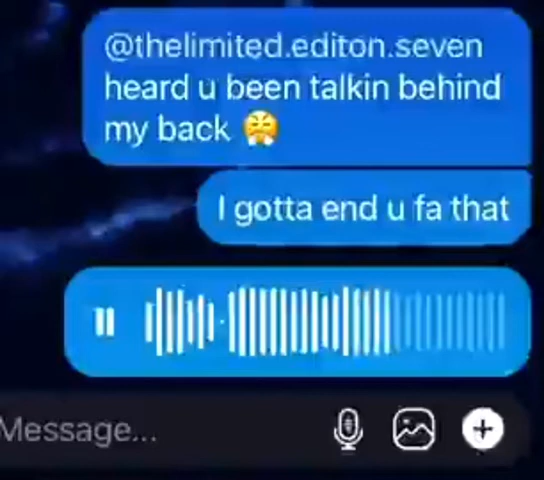 @thelimited.editon.seven
heard u been talkin behind
my back 😤
I gotta end u fa that
Message...